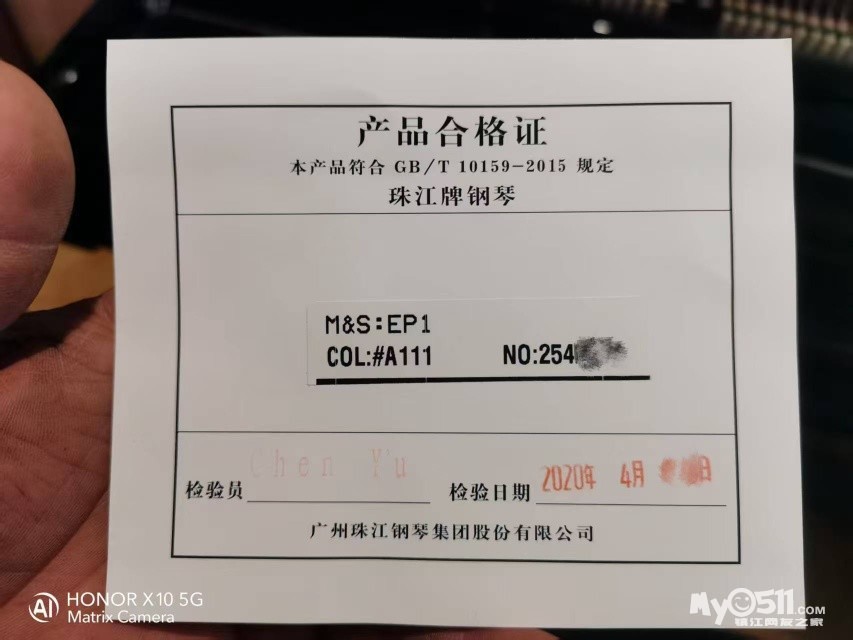 产品合格证
本产品符合 GB/T 10159-2015 规定
珠江牌钢琴
M&S:EP1
COL:#A111 NO:254
检验员 Chen Yu 检验日期 2020年 4月 日
广州珠江钢琴集团股份有限公司
HONOR X10 5G
Matrix Camera
My0511.COM
镇江网友之家